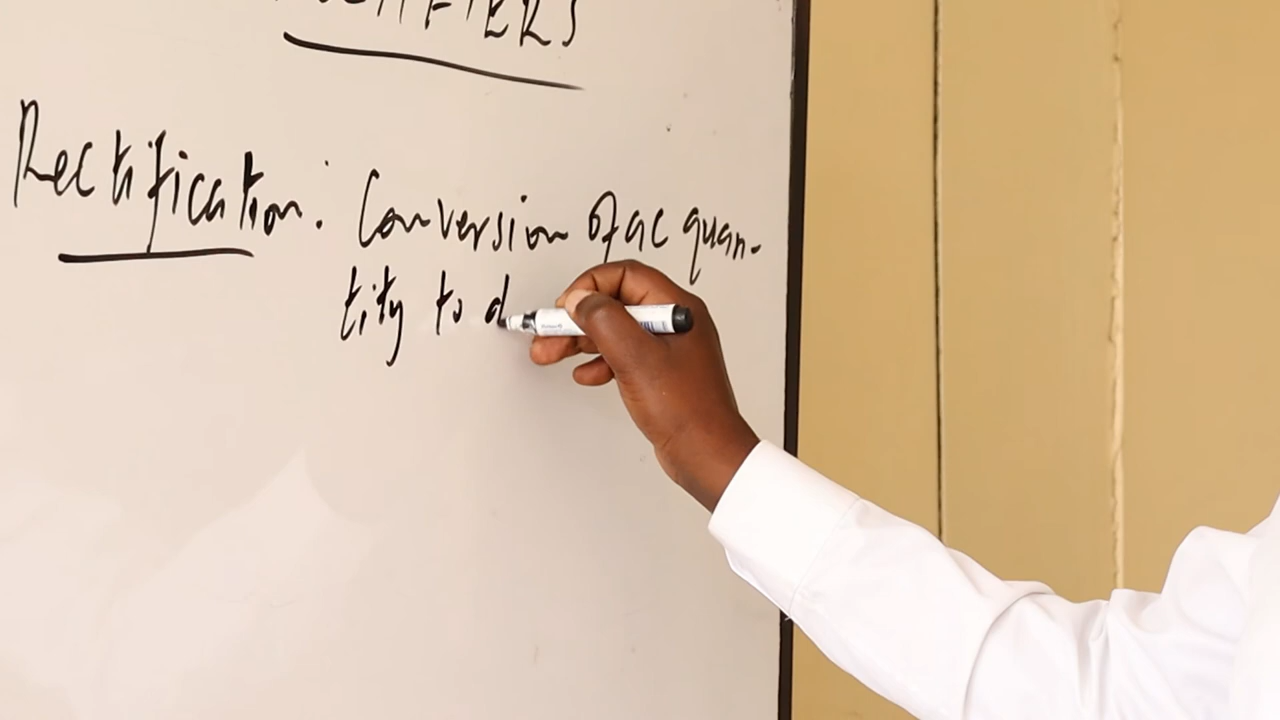 Rectification: Conversion of ac quan-
tity to d